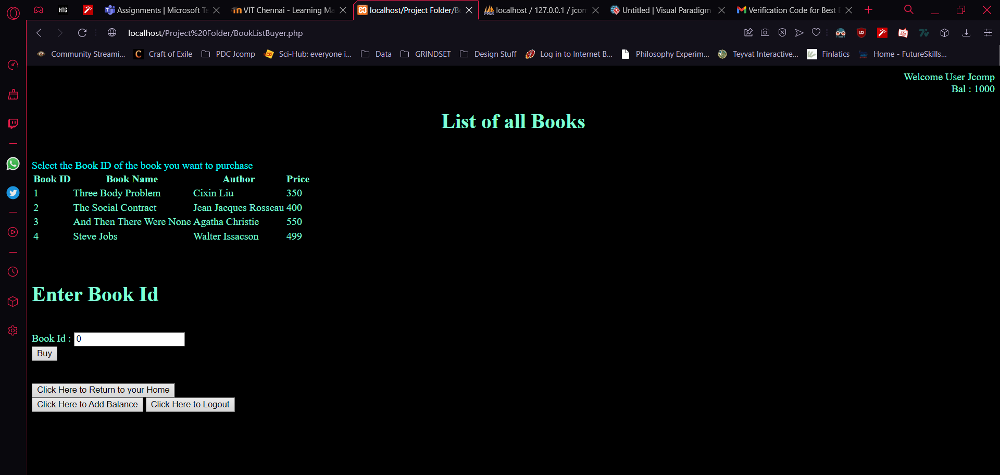 HTG
Assignments | Microsoft Te
VIT Chennai - Learning Ma
localhost/Project Folder/Bo
localhost / 127.0.0.1 / jcom
Untitled | Visual Paradigm
Verification Code for Best
localhost/Project%20Folder/BookListBuyer.php
Community Streami... Craft of Exile PDC Jcomp Sci-Hub: everyone i... Data GRINDSET Design Stuff Log in to Internet B... Philosophy Experim... Teyvat Interactive... Finlatics Home - FutureSkills...
Welcome User Jcomp
Bal : 1000
List of all Books
Select the Book ID of the book you want to purchase
Book ID Book Name Author Price
1 Three Body Problem Cixin Liu 350
2 The Social Contract Jean Jacques Rosseau 400
3 And Then There Were None Agatha Christie 550
4 Steve Jobs Walter Issacson 499
Enter Book Id
Book Id : 0
Buy
Click Here to Return to your Home
Click Here to Add Balance Click Here to Logout